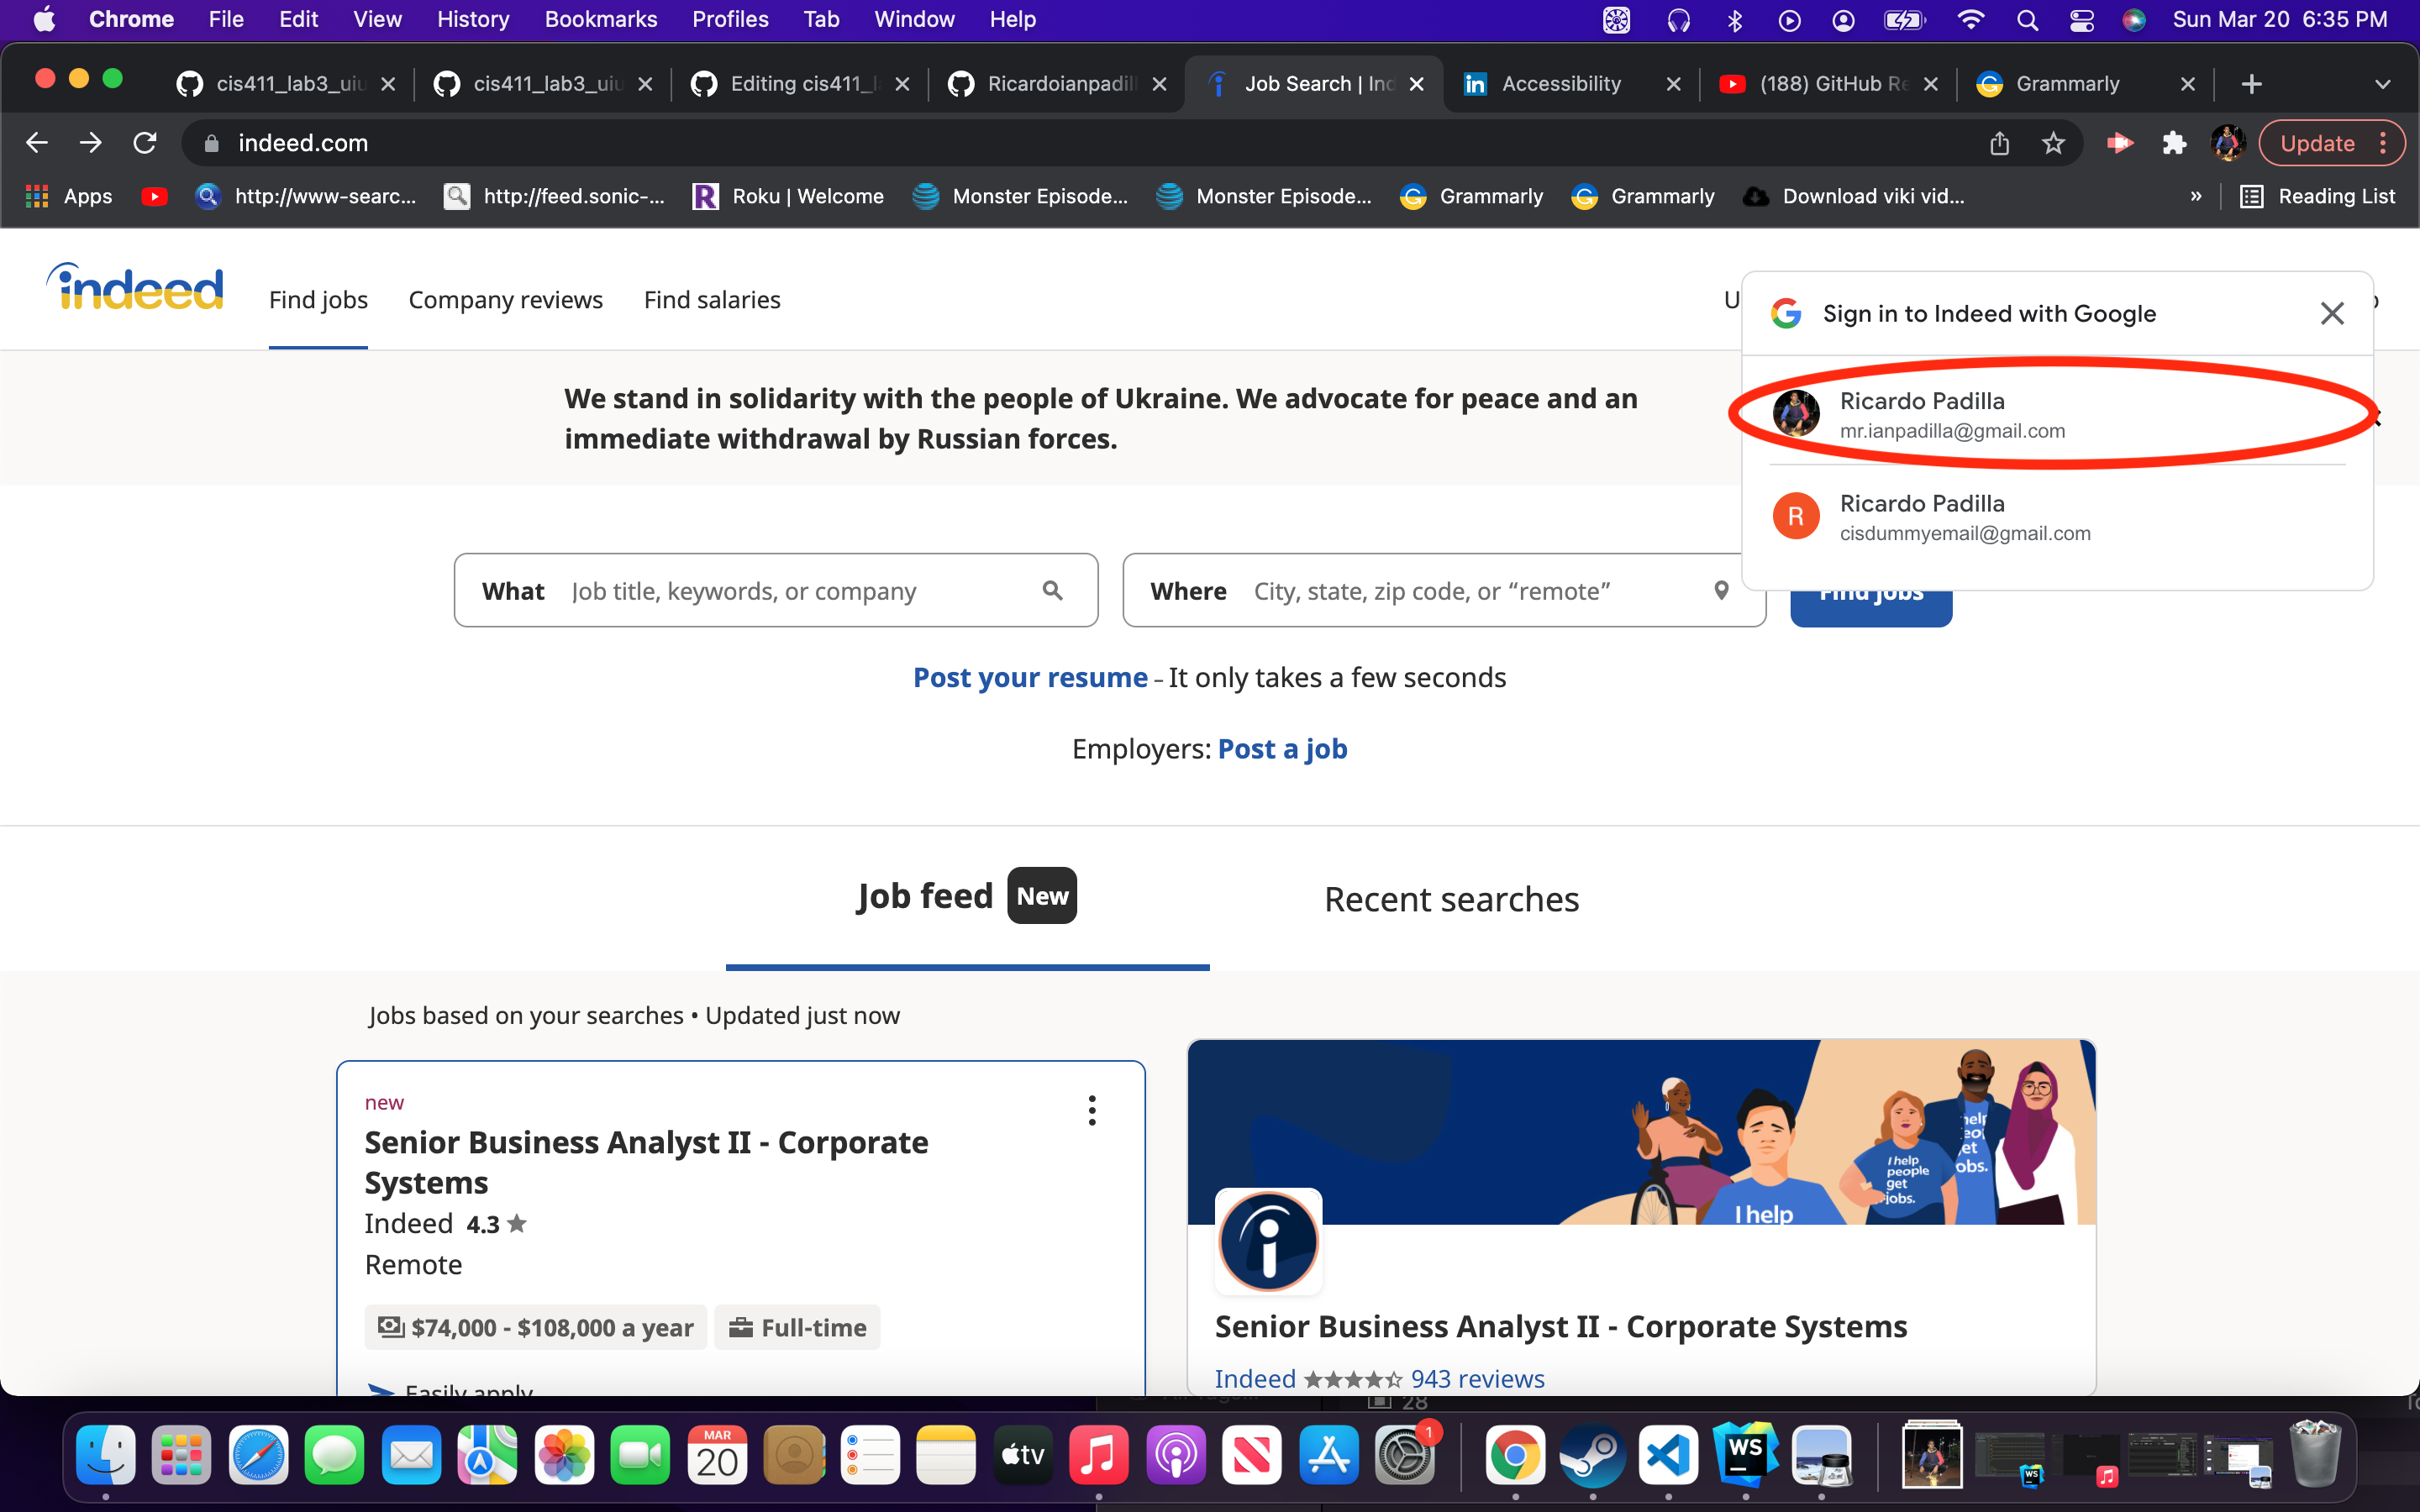 Chrome File Edit View History Bookmarks Profiles Tab Window Help Sun Mar 20 6:35 PM
cis411_lab3_uiu cis411_lab3_uiu Editing cis411_l Ricardoianpadill Job Search | Ind Accessibility (188) GitHub Re Grammarly
indeed.com Update
Apps http://www-searc... http://feed.sonic-... Roku | Welcome Monster Episode... Monster Episode... Grammarly Grammarly Download viki vid... » Reading List
indeed Find jobs Company reviews Find salaries U
Sign in to Indeed with Google
Ricardo Padilla
mr.ianpadilla@gmail.com
Ricardo Padilla
R
cisdummyemail@gmail.com
We stand in solidarity with the people of Ukraine. We advocate for peace and an
immediate withdrawal by Russian forces.
What Job title, keywords, or company Where City, state, zip code, or “remote” Find jobs
Post your resume - It only takes a few seconds
Employers: Post a job
Job feed New Recent searches
Jobs based on your searches • Updated just now
new
Senior Business Analyst II - Corporate
Systems
Indeed 4.3
Remote
$74,000 - $108,000 a year Full-time
Easily apply
I help
people
get
jobs.
I help
Senior Business Analyst II - Corporate Systems
Indeed 943 reviews
28
MAR
20
tv
1
WS